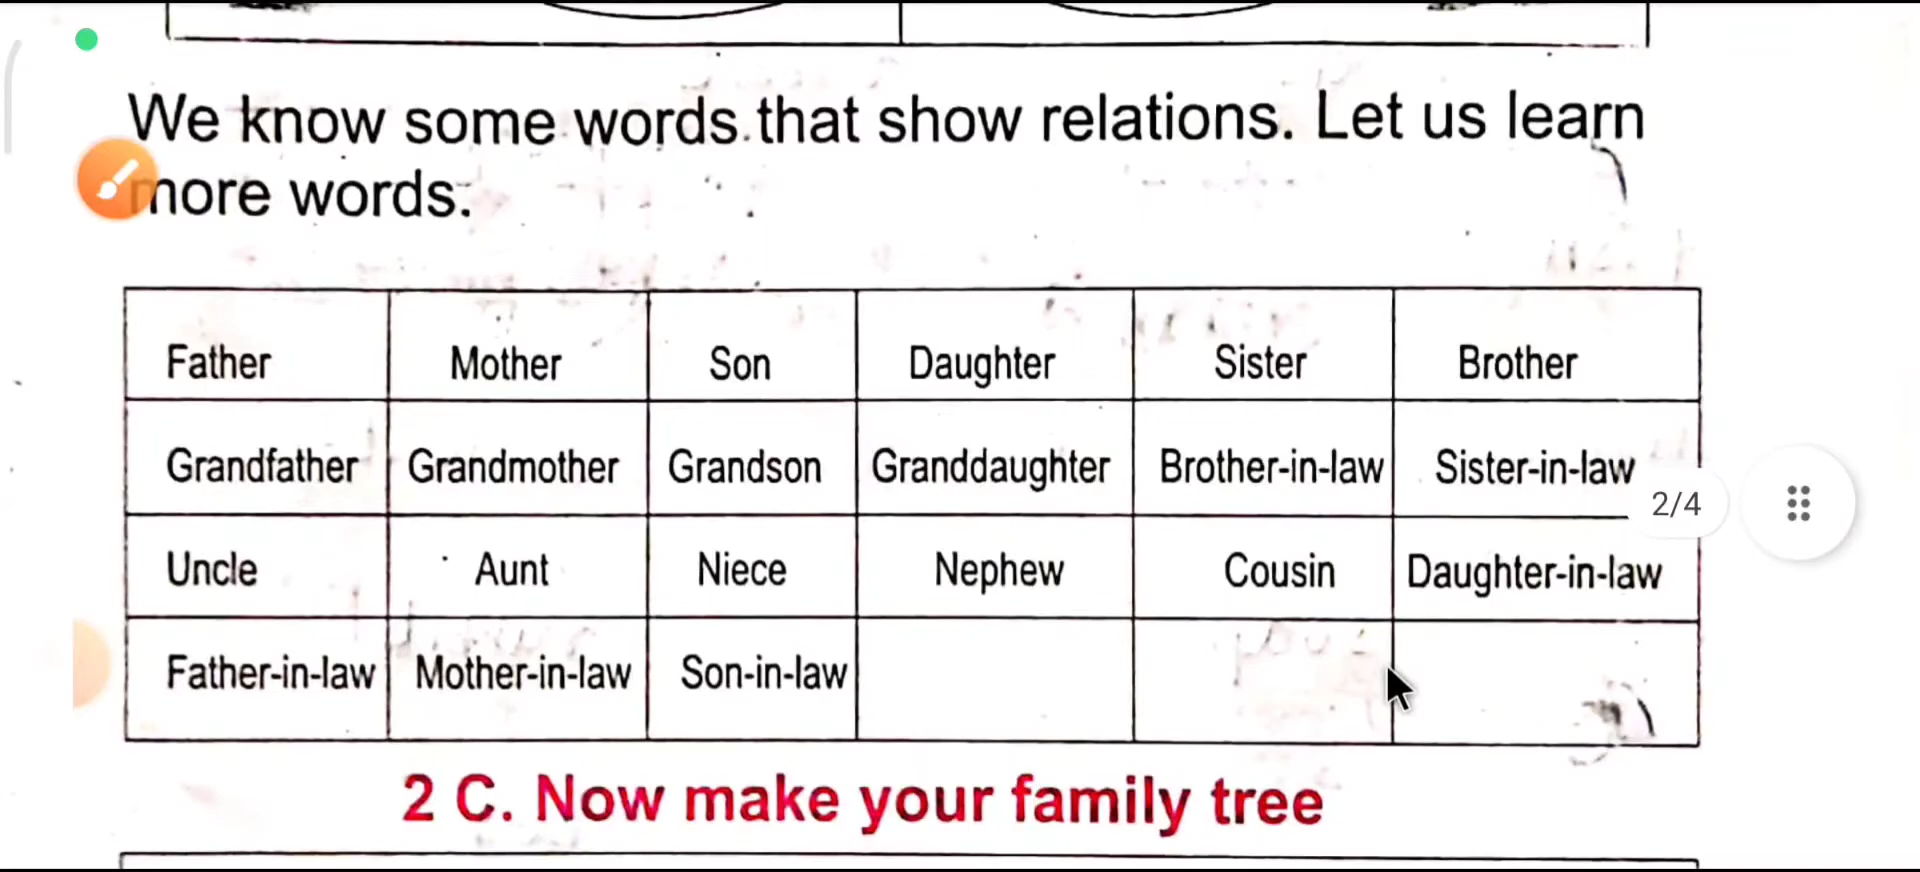 We know some words that show relations. Let us learn
more words.
Father Mother Son Daughter Sister Brother
Grandfather Grandmother Grandson Granddaughter Brother-in-law Sister-in-law
2/4
Uncle Aunt Niece Nephew Cousin Daughter-in-law
Father-in-law Mother-in-law Son-in-law
2 C. Now make your family tree